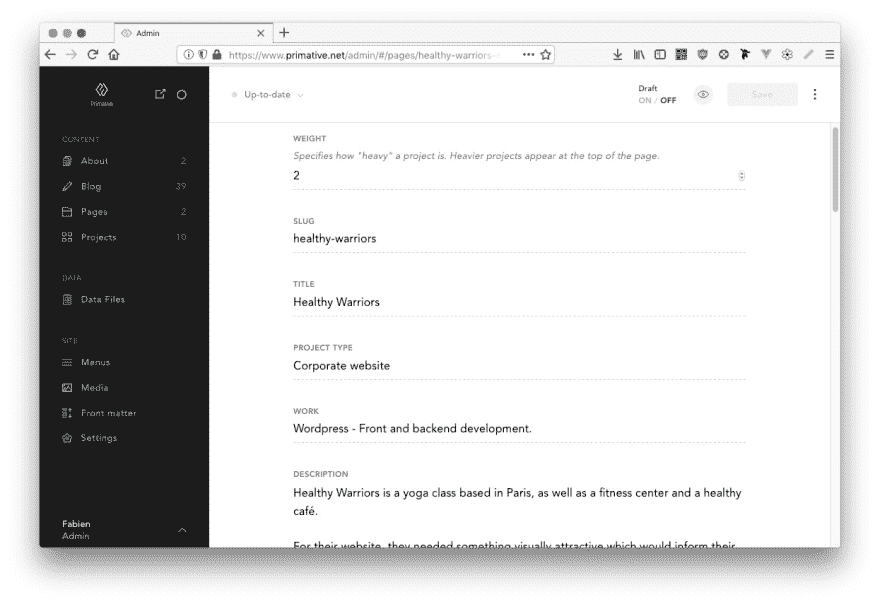 Admin
https://www.primative.net/admin/#/pages/healthy-warriors-
Primative
CONTENT
About 2
Blog 39
Pages 2
Projects 10
DATA
Data Files
SITE
Menus
Media
Front matter
Settings
Fabien
Admin
Up-to-date
Draft
ON / OFF
Save
WEIGHT
Specifies how "heavy" a project is. Heavier projects appear at the top of the page.
2
SLUG
healthy-warriors
TITLE
Healthy Warriors
PROJECT TYPE
Corporate website
WORK
Wordpress - Front and backend development.
DESCRIPTION
Healthy Warriors is a yoga class based in Paris, as well as a fitness center and a healthy
café.
For their website, they needed something visually attractive which would inform their